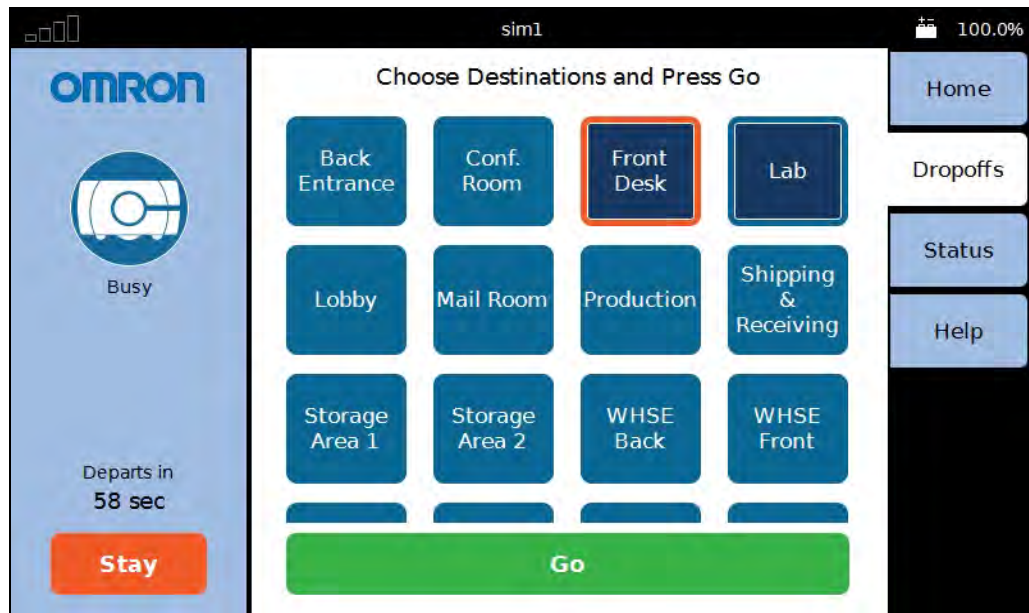 sim1
100.0%
OMRON
Busy
Departs in
58 sec
Stay
Choose Destinations and Press Go
Back
Entrance
Conf.
Room
Front
Desk
Lab
Lobby
Mail Room
Production
Shipping
&
Receiving
Storage
Area 1
Storage
Area 2
WHSE
Back
WHSE
Front
Go
Home
Dropoffs
Status
Help